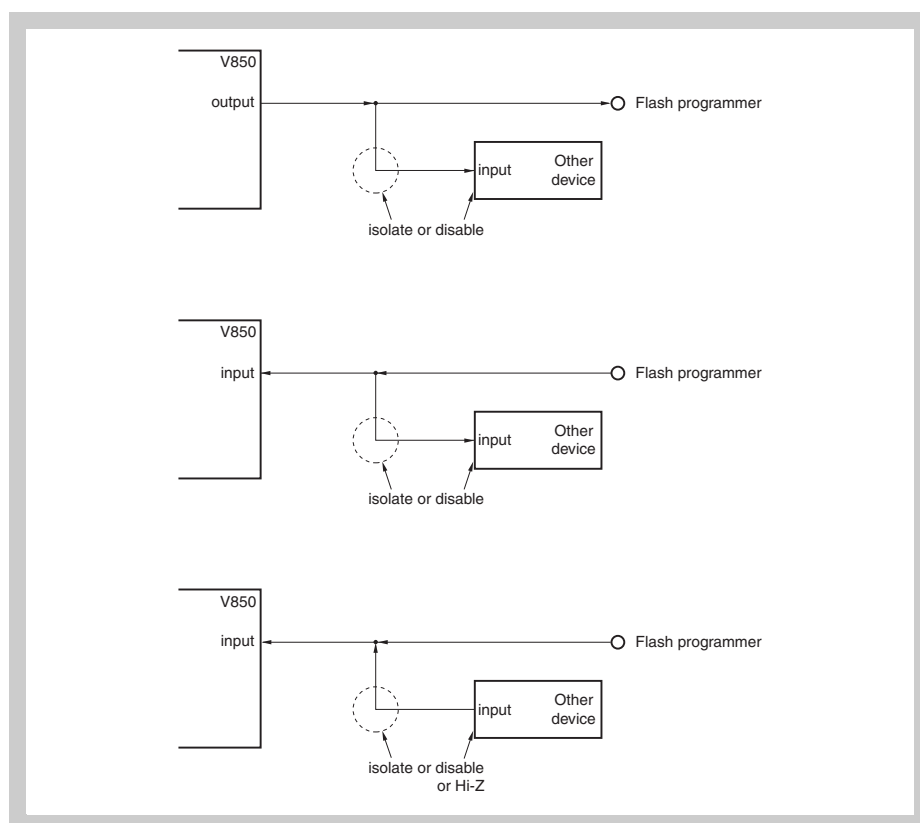 V850
output
Flash programmer
input
Other
device
isolate or disable
V850
input
Flash programmer
input
Other
device
isolate or disable
V850
input
Flash programmer
input
Other
device
isolate or disable
or Hi-Z